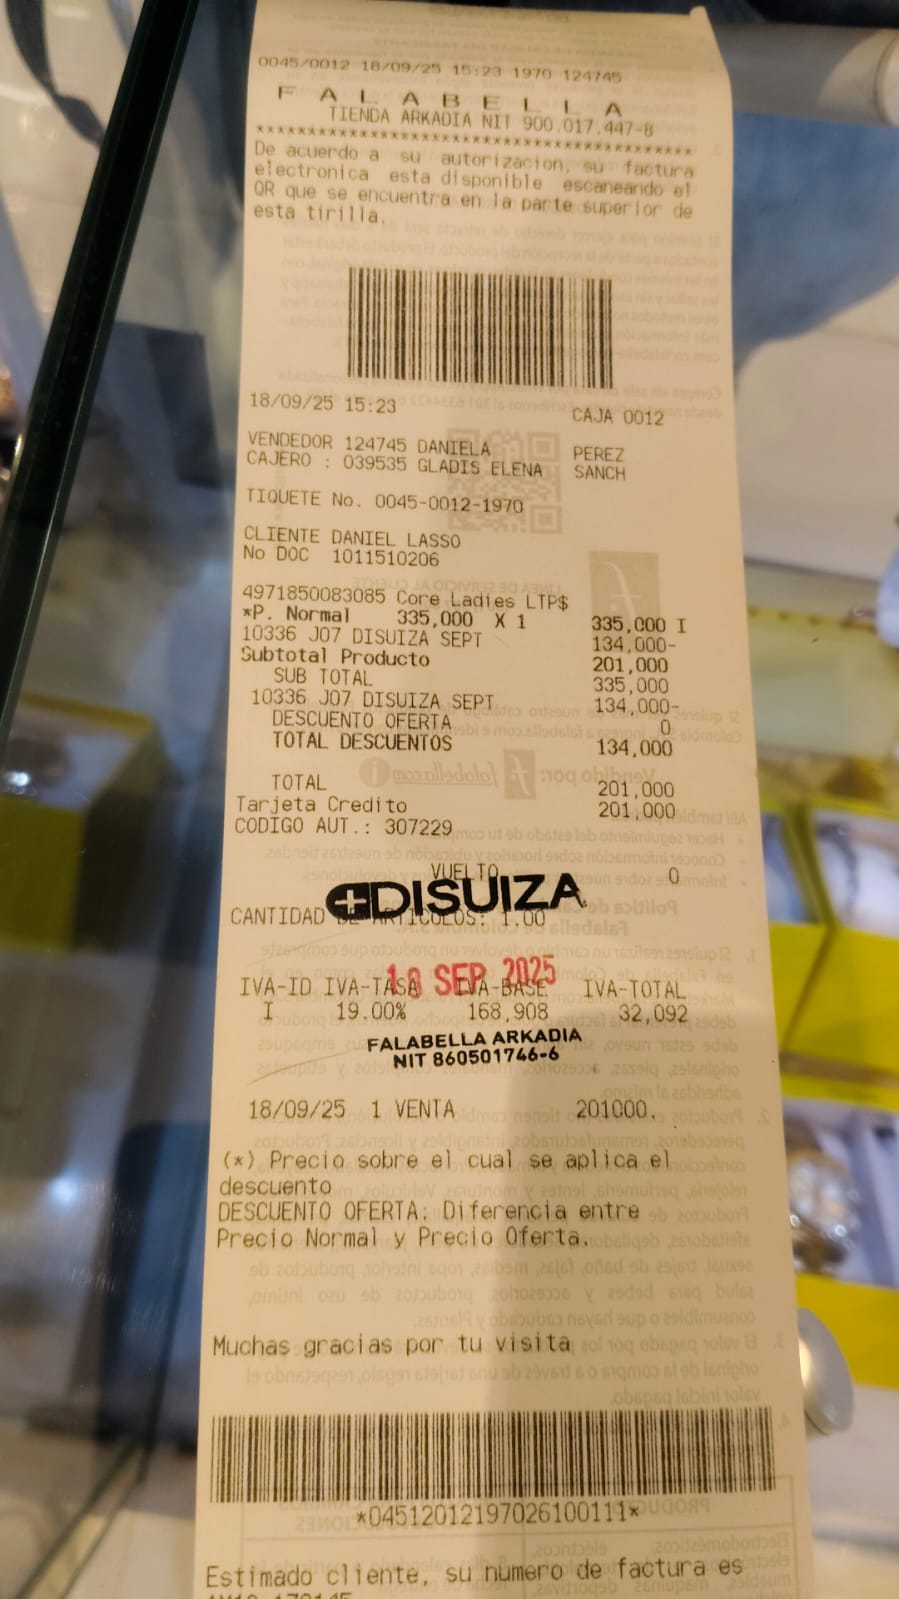 0045/0012 18/09/25 15:23 1970 124745
F A L A B E L L A
TIENDA ARKADIA NIT 900.017.447-8
****************************************
De acuerdo a su autorizacion, su factura
electronica esta disponible escaneando el
QR que se encuentra en la parte superior de
esta tirilla.
18/09/25 15:23 CAJA 0012
VENDEDOR 124745 DANIELA PEREZ
CAJERO : 039535 GLADIS ELENA SANCH
TIQUETE No. 0045-0012-1970
CLIENTE DANIEL LASSO
No DOC 1011510206
4971850083085 Core Ladies LTP$
*P. Normal 335,000 X 1 335,000 I
10336 J07 DISUIZA SEPT 134,000-
Subtotal Producto 201,000
SUB TOTAL 335,000
10336 J07 DISUIZA SEPT 134,000-
DESCUENTO OFERTA 0
TOTAL DESCUENTOS 134,000
TOTAL 201,000
Tarjeta Credito 201,000
CODIGO AUT.: 307229
VUELTO 0
DISUIZA
CANTIDAD DE ARTICULOS: 1.00
18 SEP 2025
IVA-ID IVA-TASA IVA-BASE IVA-TOTAL
I 19.00% 168,908 32,092
FALABELLA ARKADIA
NIT 860501746-6
18/09/25 1 VENTA 201000.
(*) Precio sobre el cual se aplica el
descuento
DESCUENTO OFERTA: Diferencia entre
Precio Normal y Precio Oferta.
Muchas gracias por tu visita
*045120121970261001​11*
Estimado cliente, su numero de factura es